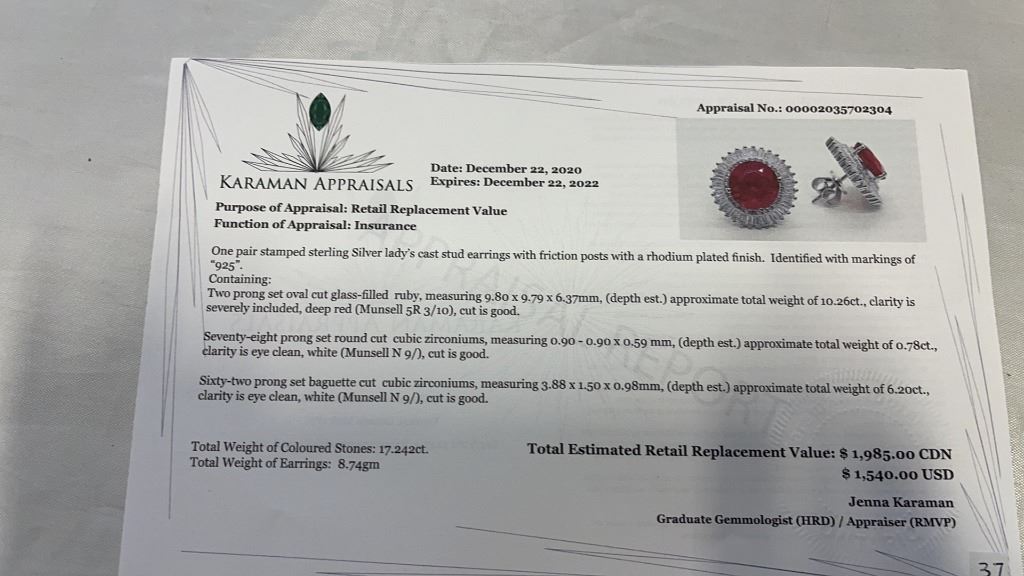 Appraisal No.: 00002035702304
KARAMAN APPRAISALS
Date: December 22, 2020
Expires: December 22, 2022
Purpose of Appraisal: Retail Replacement Value
Function of Appraisal: Insurance
One pair stamped sterling Silver lady's cast stud earrings with friction posts with a rhodium plated finish. Identified with markings of
"925".
Containing:
Two prong set oval cut glass-filled ruby, measuring 9.80 x 9.79 x 6.37mm, (depth est.) approximate total weight of 10.26ct., clarity is
severely included, deep red (Munsell 5R 3/10), cut is good.
Seventy-eight prong set round cut cubic zirconiums, measuring 0.90 - 0.90 x 0.59 mm, (depth est.) approximate total weight of 0.78ct.,
clarity is eye clean, white (Munsell N 9/), cut is good.
Sixty-two prong set baguette cut cubic zirconiums, measuring 3.88 x 1.50 x 0.98mm, (depth est.) approximate total weight of 6.20ct.,
clarity is eye clean, white (Munsell N 9/), cut is good.
APPRAISAL REPORT
Total Weight of Coloured Stones: 17.242ct.
Total Weight of Earrings: 8.74gm
Total Estimated Retail Replacement Value: $ 1,985.00 CDN
$ 1,540.00 USD
Jenna Karaman
Graduate Gemmologist (HRD) / Appraiser (RMVP)
37